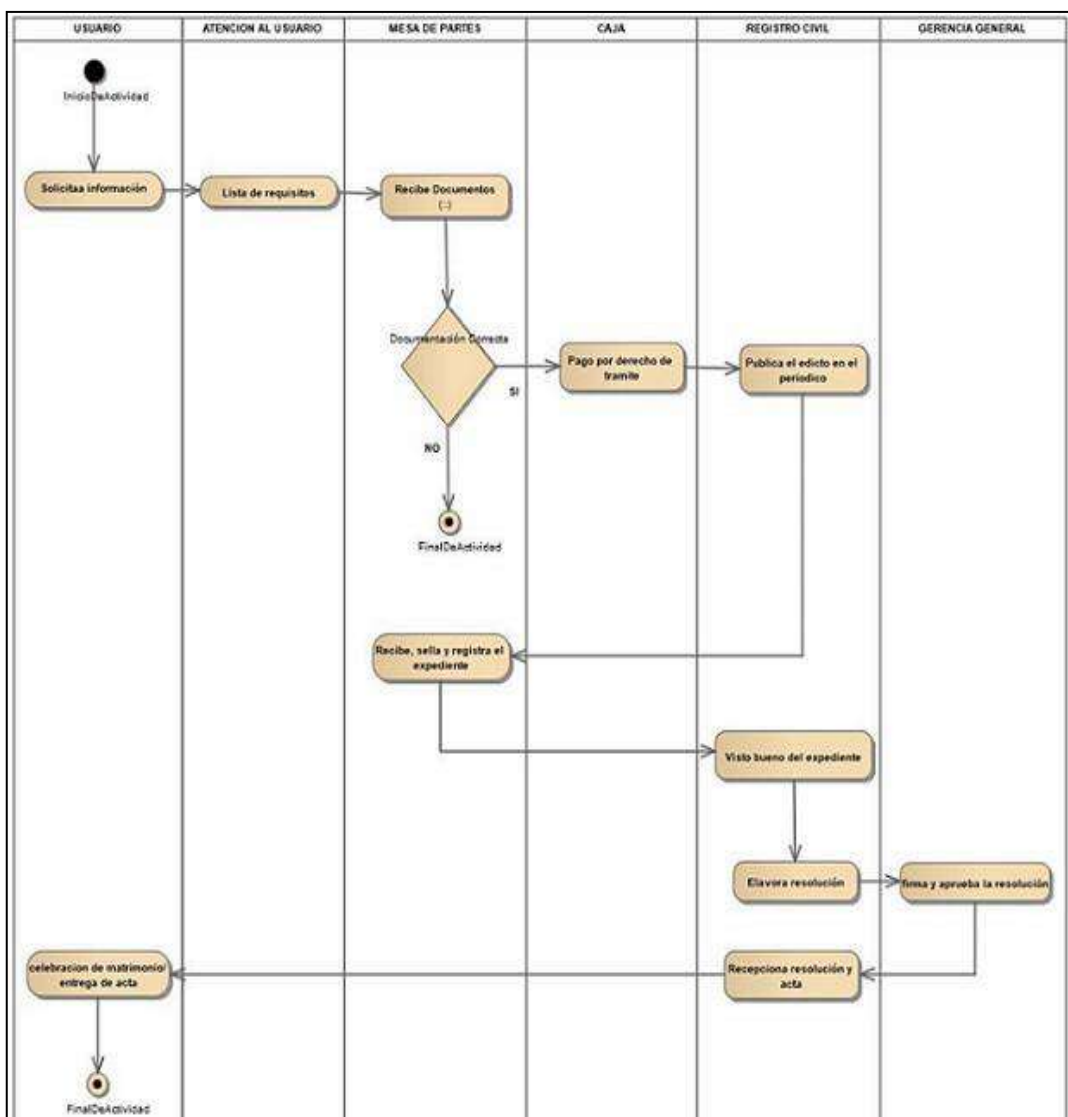 USUARIO
ATENCION AL USUARIO
MESA DE PARTES
CAJA
REGISTRO CIVIL
GERENCIA GENERAL
InicioDeActividad
Solicitaa información
Lista de requisitos
Recibe Documentos
(..)
Documentación Correcta
SI
NO
FinalDeActividad
Pago por derecho de
tramite
Publica el edicto en el
periodico
Recibe, sella y registra el
expediente
Visto bueno del expediente
Elavora resolución
firma y aprueba la resolución
Recepciona resolución y
acta
celebracion de matrimonio/
entrega de acta
FinalDeActividad